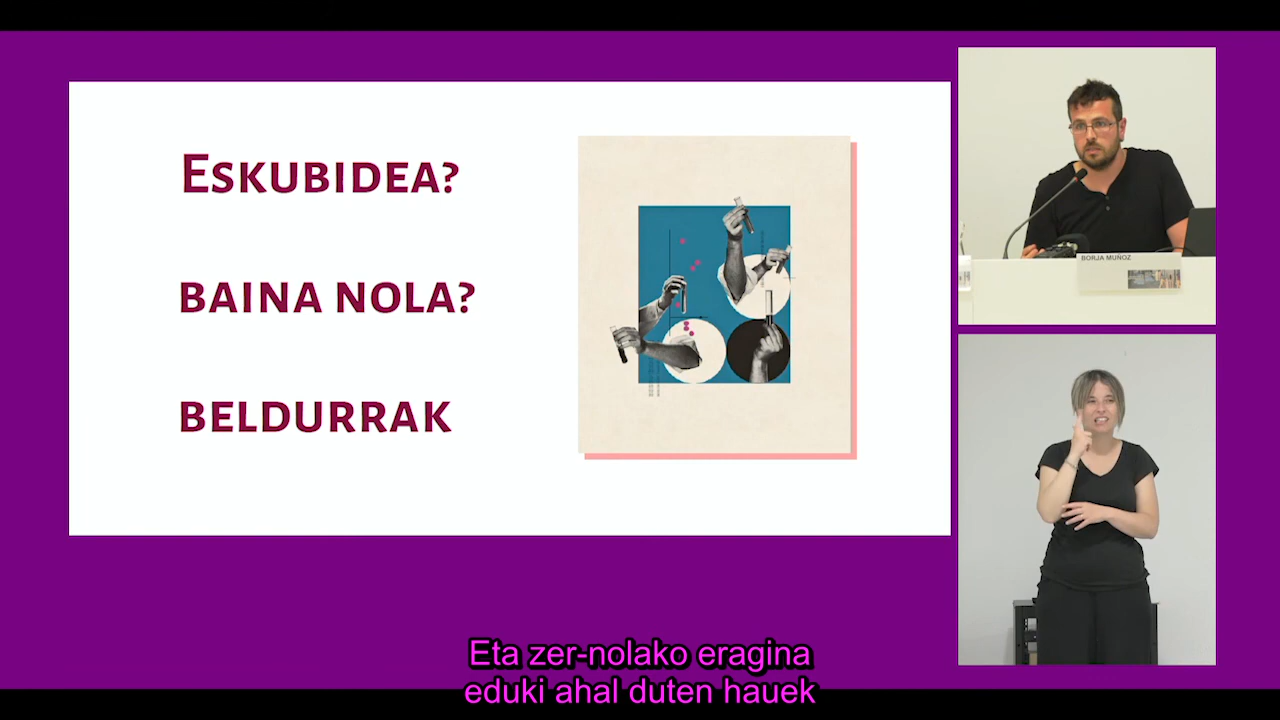 ESKUBIDEA?
BAINA NOLA?
BELDURRAK
BORJA MUÑOZ
Eta zer-nolako eragina
eduki ahal duten hauek